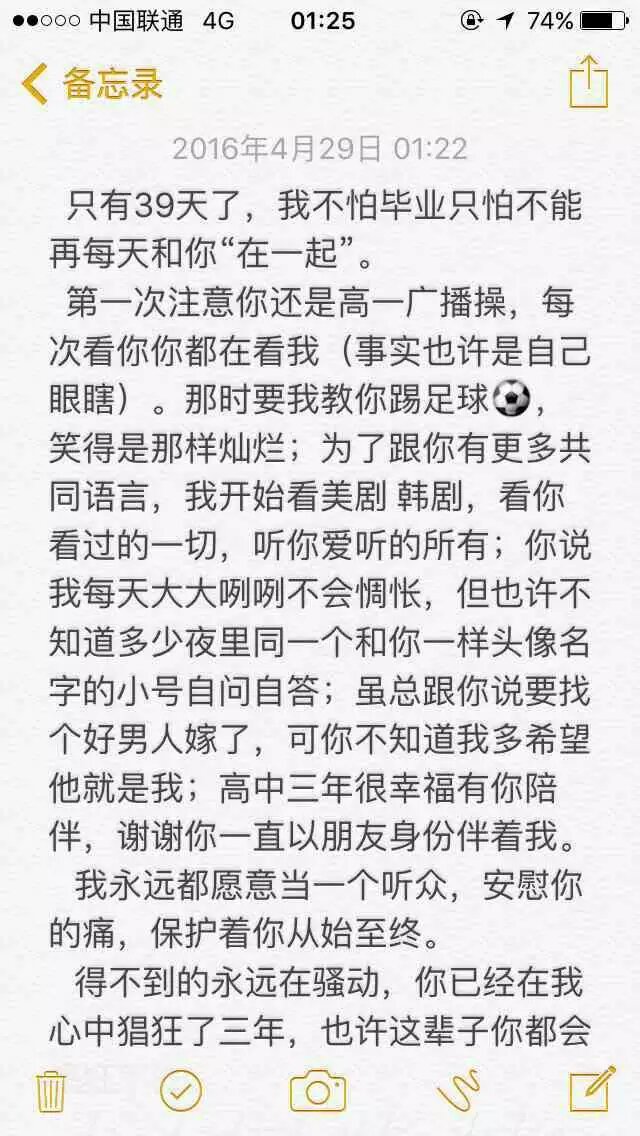 中国联通 4G 01:25 74%
备忘录
2016年4月29日 01:22
只有39天了，我不怕毕业只怕不能
再每天和你“在一起”。
第一次注意你还是高一广播操，每
次看你你都在看我（事实也许是自己
眼瞎）。那时要我教你踢足球⚽，
笑得是那样灿烂；为了跟你有更多共
同语言，我开始看美剧 韩剧，看你
看过的一切，听你爱听的所有；你说
我每天大大咧咧不会惆怅，但也许不
知道多少夜里同一个和你一样头像名
字的小号自问自答；虽总跟你说要找
个好男人嫁了，可你不知道我多希望
他就是我；高中三年很幸福有你陪
伴，谢谢你一直以朋友身份伴着我。
我永远都愿意当一个听众，安慰你
的痛，保护着你从始至终。
得不到的永远在骚动，你已经在我
心中猖狂了三年，也许这辈子你都会